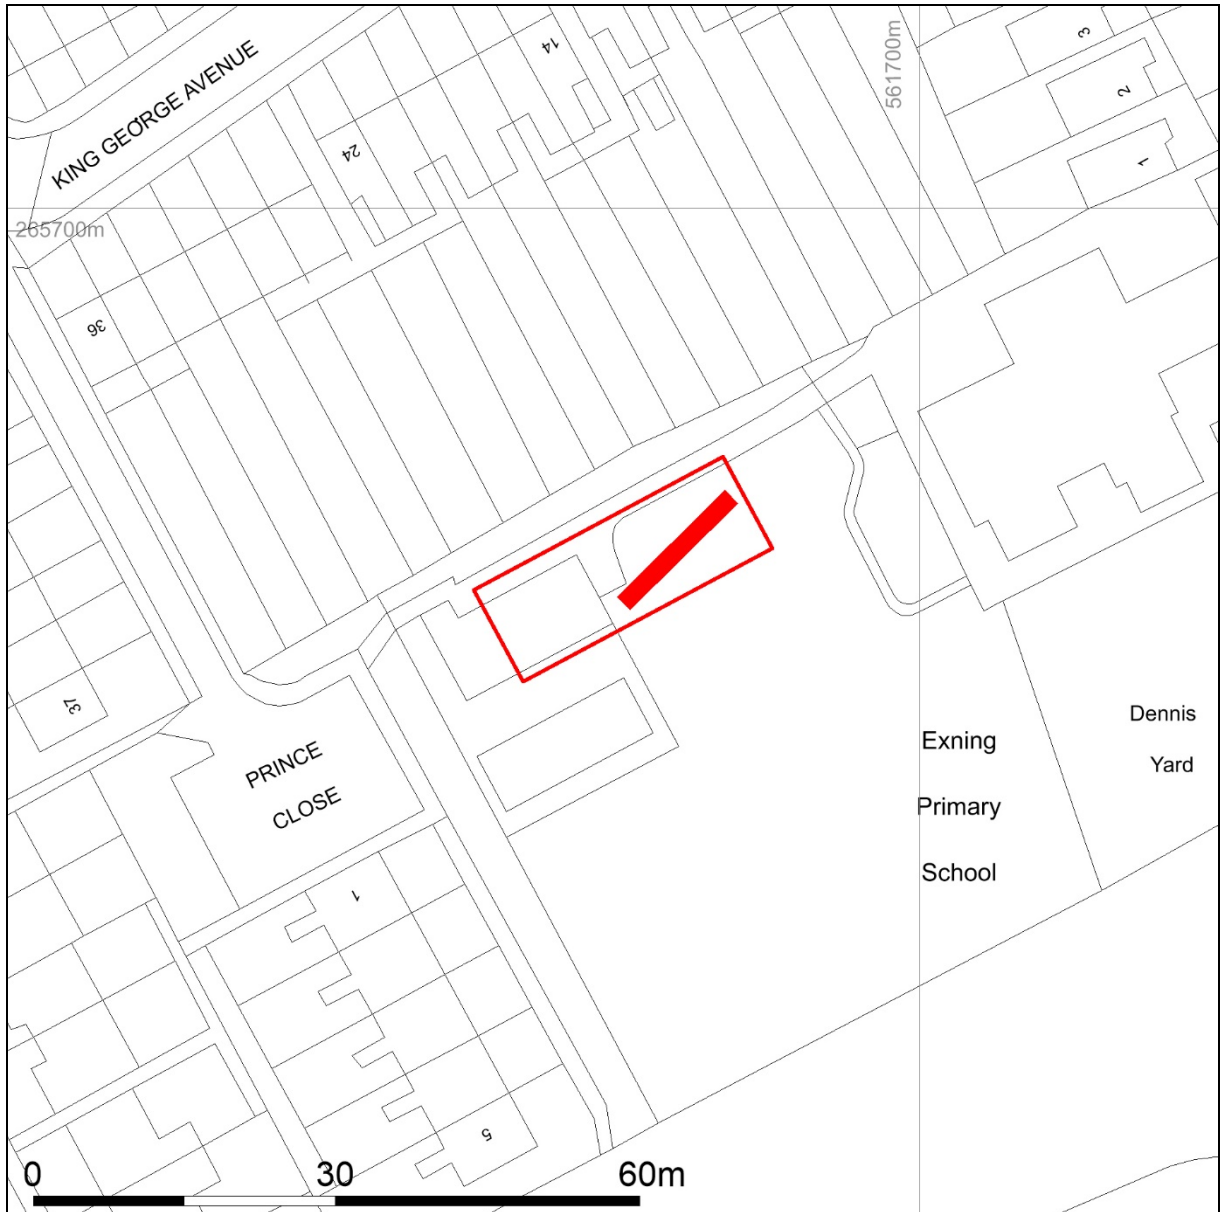 14
561700m
3
2
1
KING GEORGE AVENUE
24
265700m
36
37
PRINCE
CLOSE
Exning
Primary
School
Dennis
Yard
1
5
0 30 60m